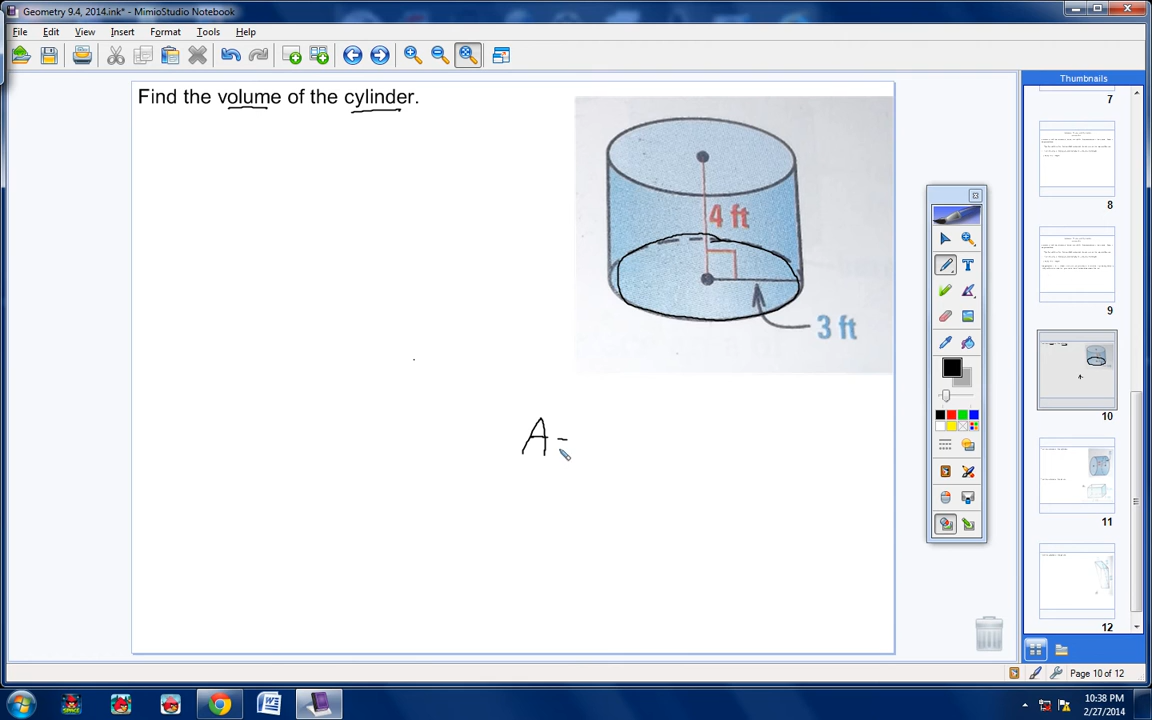 Geometry 9.4, 2014.ink* - MimioStudio Notebook
File Edit View Insert Format Tools Help
Find the volume of the cylinder.
4 ft
3 ft
A =
Thumbnails
7
8
9
10
11
12
Page 10 of 12
10:38 PM
2/27/2014